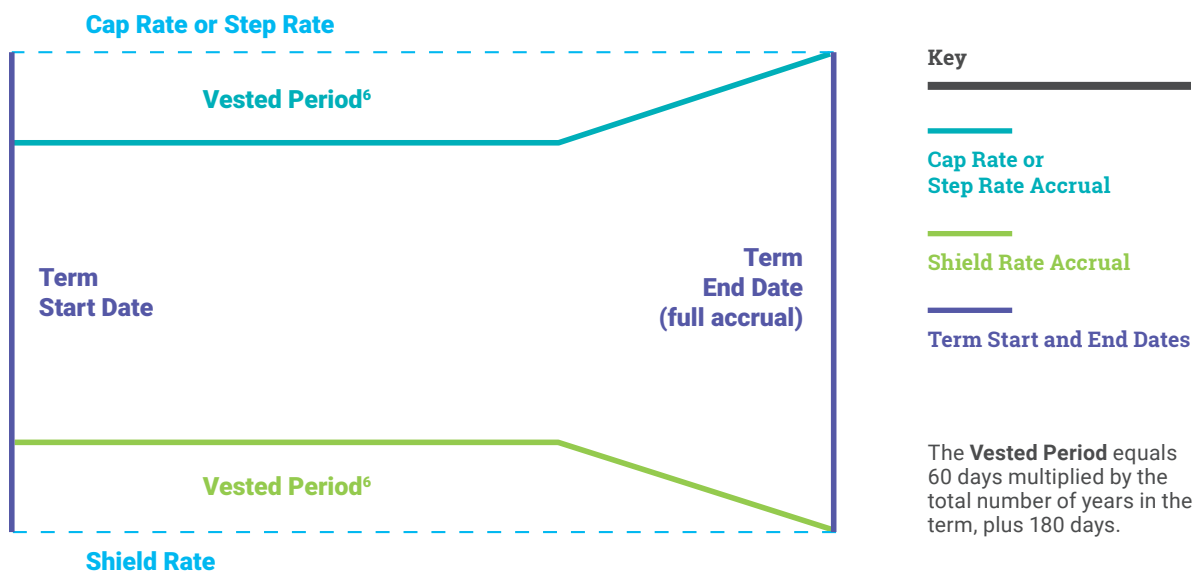 Cap Rate or Step Rate
Vested Period⁶
Term
Start Date
Term
End Date
(full accrual)
Vested Period⁶
Shield Rate
Key
Cap Rate or
Step Rate Accrual
Shield Rate Accrual
Term Start and End Dates
The Vested Period equals
60 days multiplied by the
total number of years in the
term, plus 180 days.